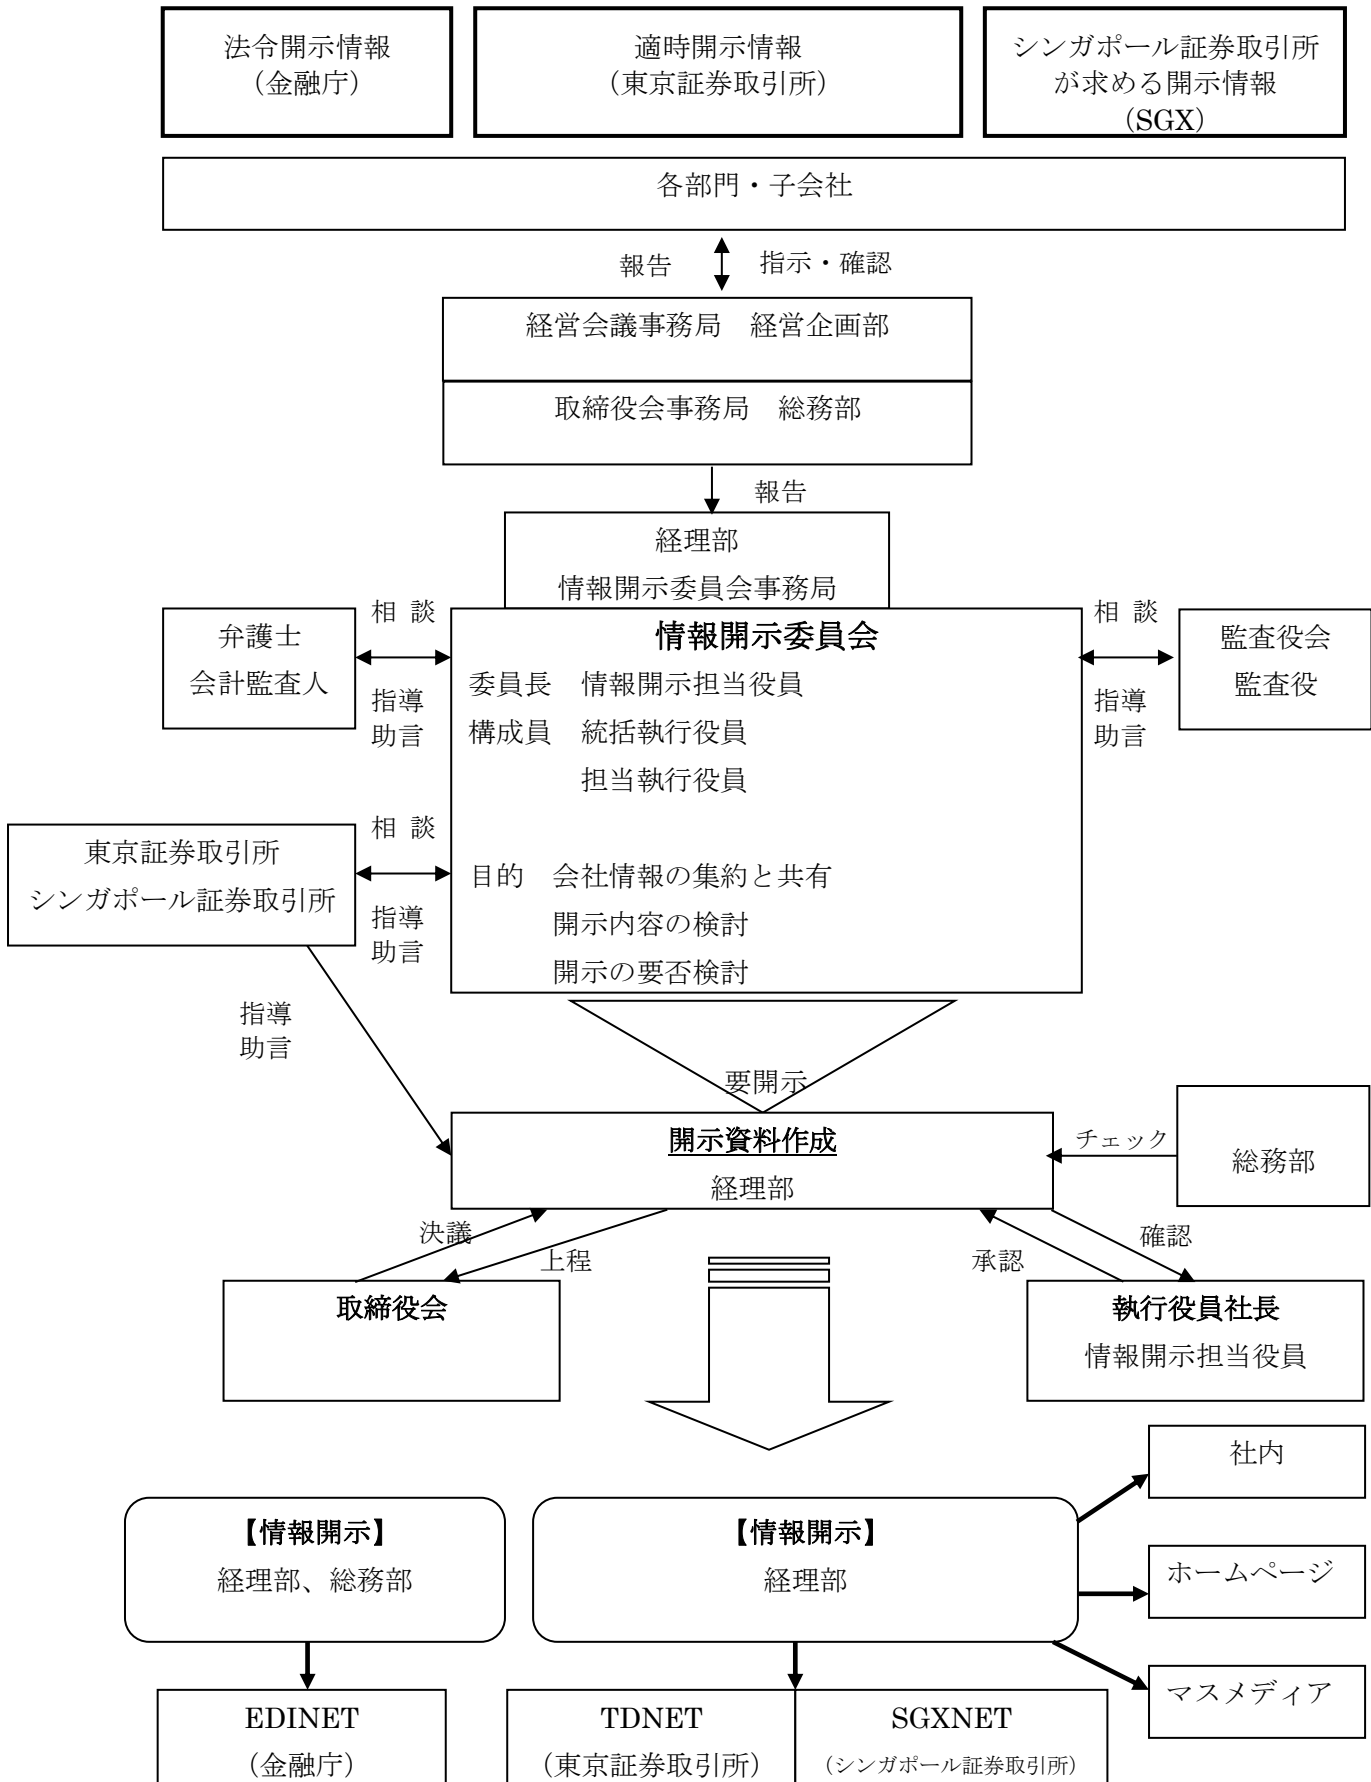 法令開示情報
（金融庁）
適時開示情報
（東京証券取引所）
シンガポール証券取引所
が求める開示情報
（SGX）
各部門・子会社
報告
指示・確認
経営会議事務局　経営企画部
取締役会事務局　総務部
報告
経理部
情報開示委員会事務局
弁護士
会計監査人
相 談
指導
助言
情報開示委員会
委員長　情報開示担当役員
構成員　統括執行役員
担当執行役員
目的　会社情報の集約と共有
開示内容の検討
開示の要否検討
相 談
指導
助言
監査役会
監査役
東京証券取引所
シンガポール証券取引所
相 談
指導
助言
指導
助言
要開示
開示資料作成
経理部
チェック
総務部
決議
上程
承認
確認
取締役会
執行役員社長
情報開示担当役員
【情報開示】
経理部、総務部
【情報開示】
経理部
社内
ホームページ
マスメディア
EDINET
（金融庁）
TDNET
（東京証券取引所）
SGXNET
（シンガポール証券取引所）